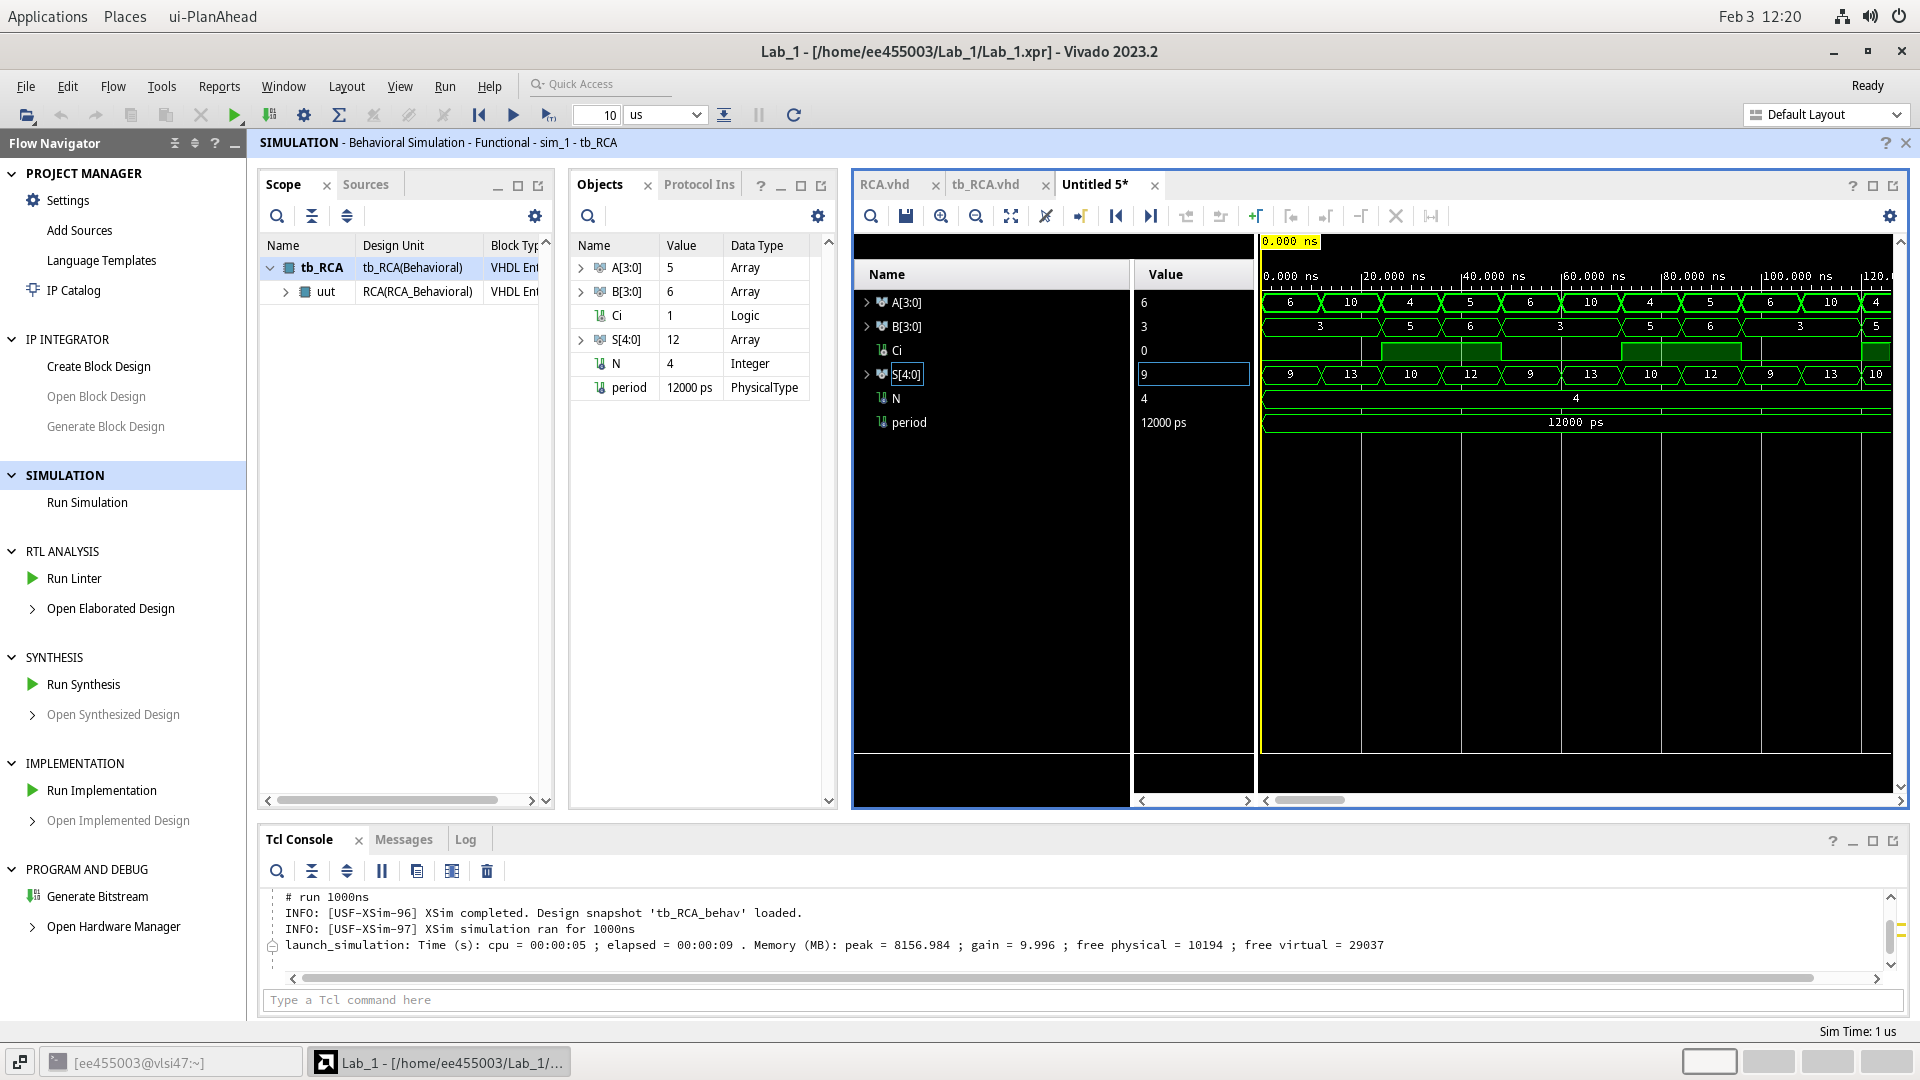 Applications Places ui-PlanAhead Feb 3 12:20
Lab_1 - [/home/ee455003/Lab_1/Lab_1.xpr] - Vivado 2023.2
File Edit Flow Tools Reports Window Layout View Run Help Quick Access Ready
10 us Default Layout
Flow Navigator
SIMULATION - Behavioral Simulation - Functional - sim_1 - tb_RCA
PROJECT MANAGER
Settings
Add Sources
Language Templates
IP Catalog
IP INTEGRATOR
Create Block Design
Open Block Design
Generate Block Design
SIMULATION
Run Simulation
RTL ANALYSIS
Run Linter
Open Elaborated Design
SYNTHESIS
Run Synthesis
Open Synthesized Design
IMPLEMENTATION
Run Implementation
Open Implemented Design
PROGRAM AND DEBUG
Generate Bitstream
Open Hardware Manager
Scope Sources
Name Design Unit Block Typ
tb_RCA tb_RCA(Behavioral) VHDL Ent
uut RCA(RCA_Behavioral) VHDL Ent
Objects Protocol Ins
Name Value Data Type
A[3:0] 5 Array
B[3:0] 6 Array
Ci 1 Logic
S[4:0] 12 Array
N 4 Integer
period 12000 ps PhysicalType
RCA.vhd tb_RCA.vhd Untitled 5*
0.000 ns
Name Value 0.000 ns 20.000 ns 40.000 ns 60.000 ns 80.000 ns 100.000 ns 120.
A[3:0] 6 6 10 4 5 6 10 4 5 6 10 4
B[3:0] 3 3 5 6 3 5 6 3 5
Ci 0
S[4:0] 9 9 13 10 12 9 13 10 12 9 13 10
N 4 4
period 12000 ps 12000 ps
Tcl Console Messages Log
# run 1000ns
INFO: [USF-XSim-96] XSim completed. Design snapshot 'tb_RCA_behav' loaded.
INFO: [USF-XSim-97] XSim simulation ran for 1000ns
launch_simulation: Time (s): cpu = 00:00:05 ; elapsed = 00:00:09 . Memory (MB): peak = 8156.984 ; gain = 9.996 ; free physical = 10194 ; free virtual = 29037
Type a Tcl command here
Sim Time: 1 us
[ee455003@vlsi47:~] Lab_1 - [/home/ee455003/Lab_1/...